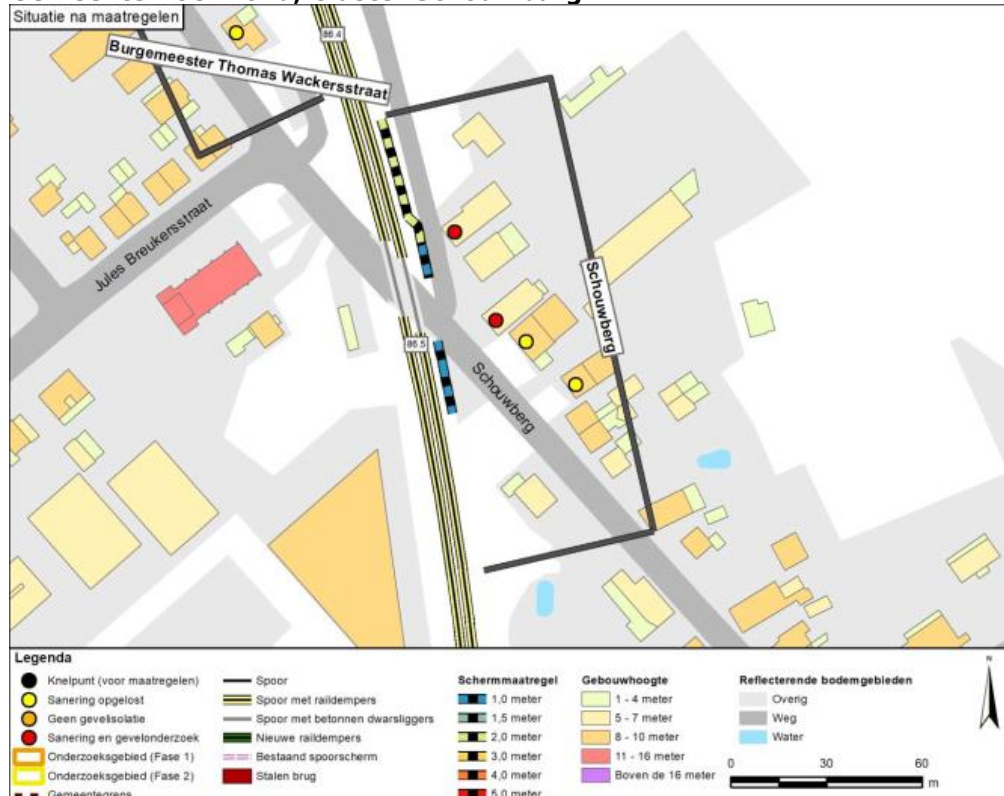 Situatie na maatregelen
86.4
Burgemeester Thomas Wackersstraat
Jules Breukersstraat
Schouwberg
86.5
Schouwberg
Legenda
Knelpunt (voor maatregelen)
Sanering opgelost
Geen gevelisolatie
Sanering en gevelonderzoek
Onderzoeksgebied (Fase 1)
Onderzoeksgebied (Fase 2)
Gemeentegrens
Spoor
Spoor met raildempers
Spoor met betonnen dwarsliggers
Nieuwe raildempers
Bestaand spoorscherm
Stalen brug
Schermmaatregel
1,0 meter
1,5 meter
2,0 meter
3,0 meter
4,0 meter
5,0 meter
Gebouwhoogte
1 - 4 meter
5 - 7 meter
8 - 10 meter
11 - 16 meter
Boven de 16 meter
Reflecterende bodemgebieden
Overig
Weg
Water
N
0 30 60
m